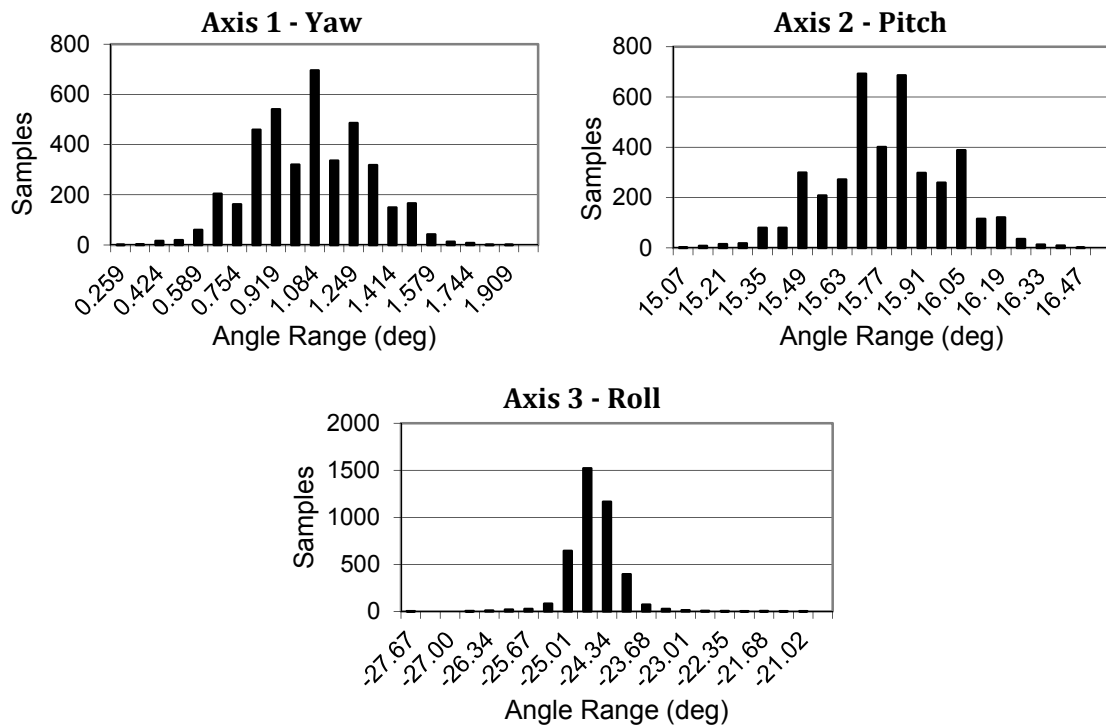 Axis 1 - Yaw
800
600
400
200
0
Samples
0.259 0.424 0.589 0.754 0.919 1.084 1.249 1.414 1.579 1.744 1.909
Angle Range (deg)
Axis 2 - Pitch
800
600
400
200
0
Samples
15.07 15.21 15.35 15.49 15.63 15.77 15.91 16.05 16.19 16.33 16.47
Angle Range (deg)
Axis 3 - Roll
2000
1500
1000
500
0
Samples
-27.67 -27.00 -26.34 -25.67 -25.01 -24.34 -23.68 -23.01 -22.35 -21.68 -21.02
Angle Range (deg)